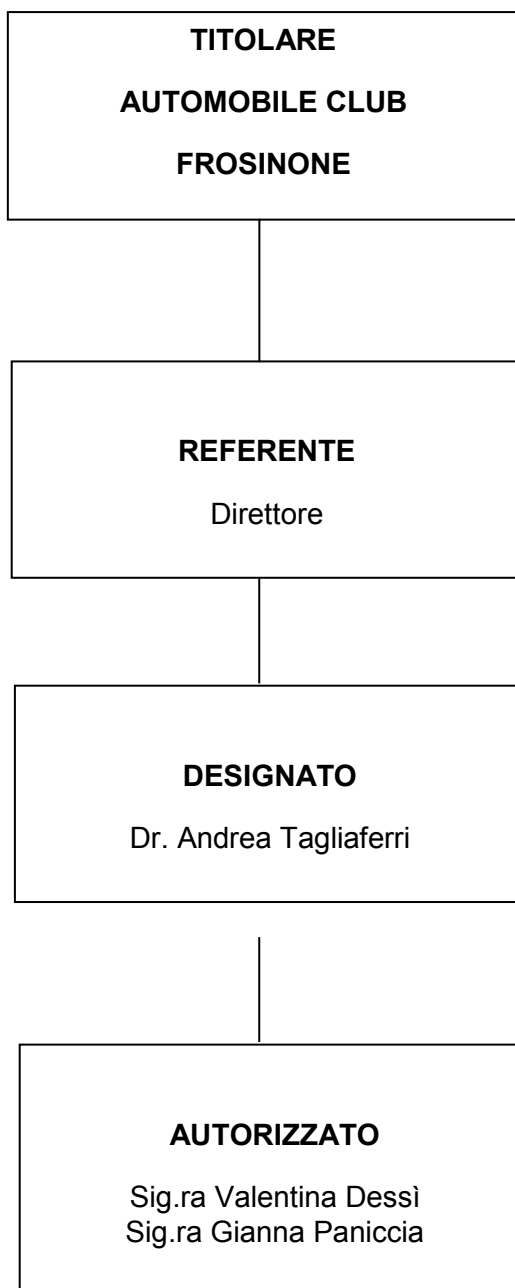 TITOLARE
AUTOMOBILE CLUB
FROSINONE
REFERENTE
Direttore
DESIGNATO
Dr. Andrea Tagliaferri
AUTORIZZATO
Sig.ra Valentina Dessì
Sig.ra Gianna Paniccia